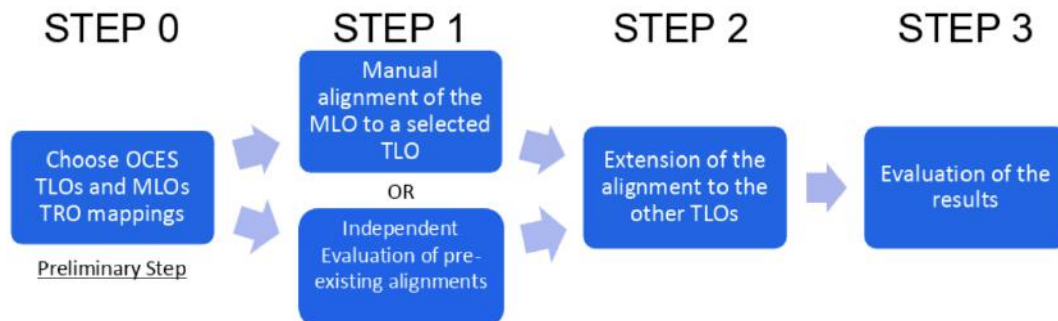 STEP 0
STEP 1
STEP 2
STEP 3
Choose OCES
TLOs and MLOs
TRO mappings
Preliminary Step
Manual
alignment of the
MLO to a selected
TLO
OR
Independent
Evaluation of pre-
existing alignments
Extension of the
alignment to the
other TLOs
Evaluation of the
results